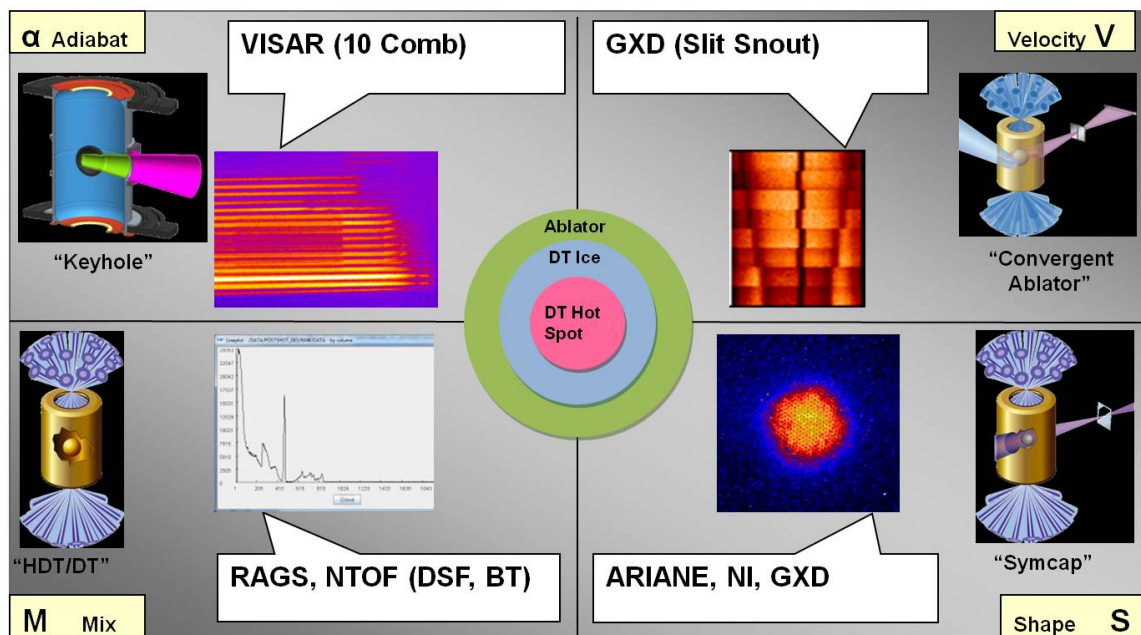 α Adiabat
VISAR (10 Comb)
GXD (Slit Snout)
Velocity V
"Keyhole"
"Convergent
Ablator"
Ablator
DT Ice
DT Hot
Spot
"HDT/DT"
"Symcap"
Close
RAGS, NTOF (DSF, BT)
ARIANE, NI, GXD
M Mix
Shape S